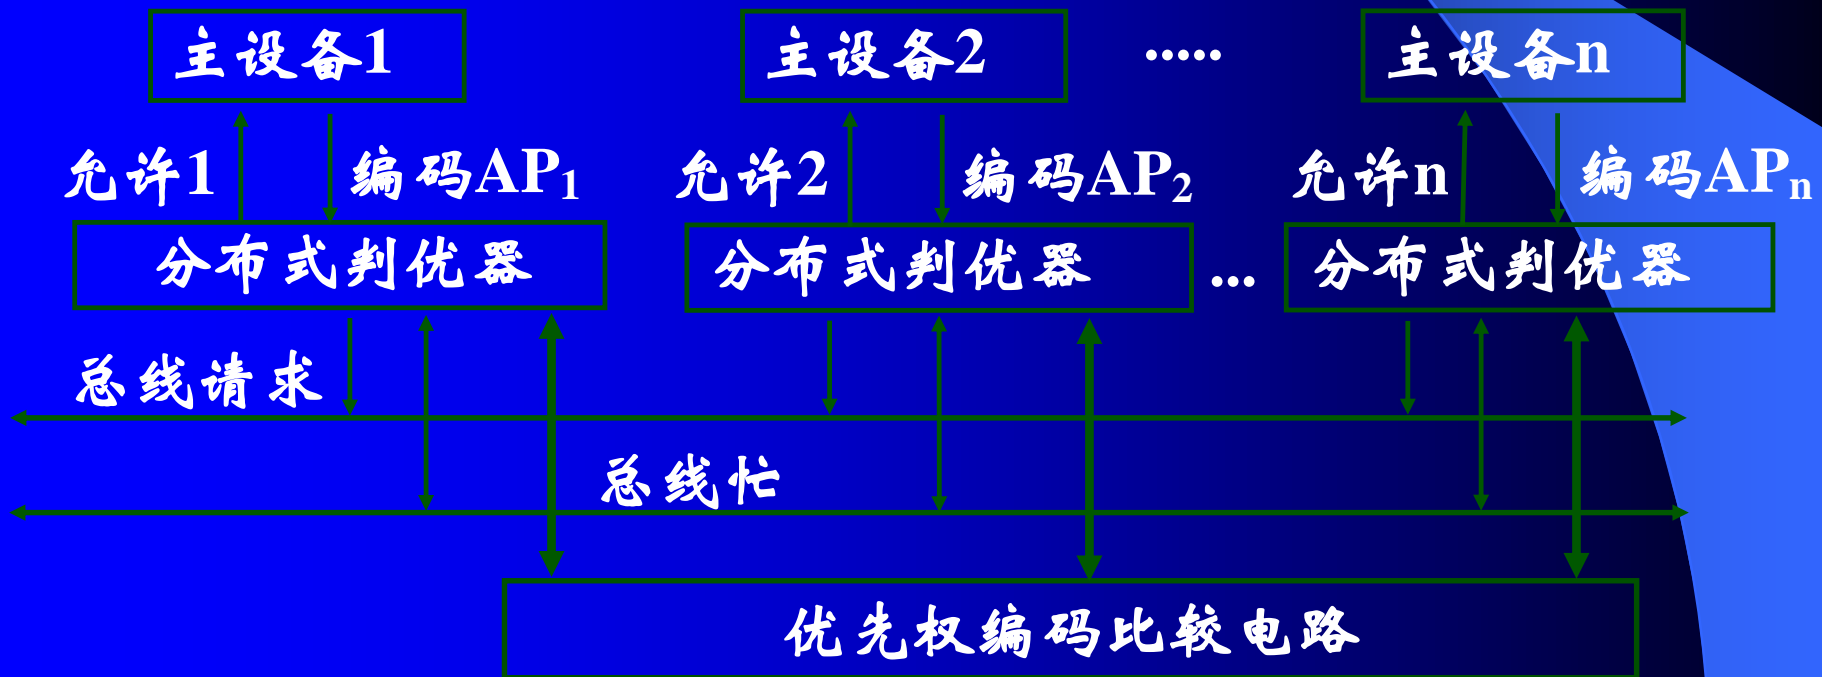 主设备1 主设备2 ····· 主设备n
允许1 编码AP₁ 允许2 编码AP₂ 允许n 编码APₙ
分布式判优器 分布式判优器 ... 分布式判优器
总线请求
总线忙
优先权编码比较电路